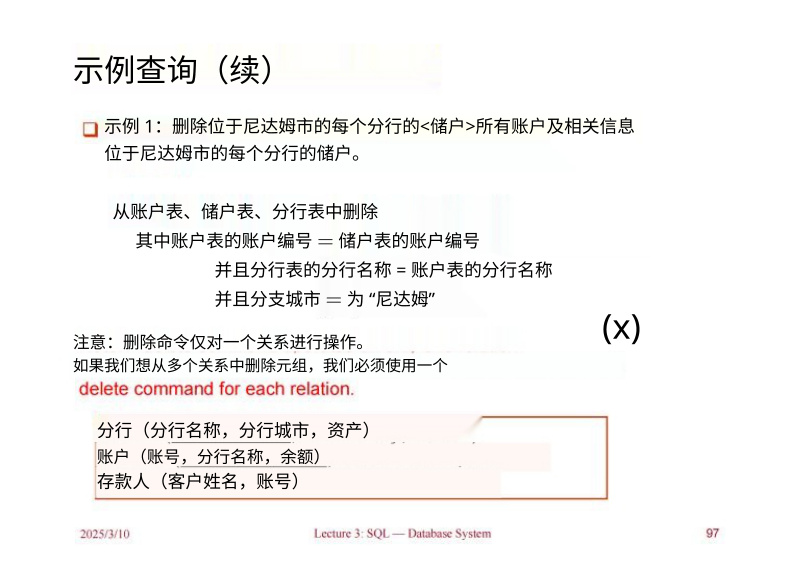 示例查询（续）
示例 1：删除位于尼达姆市的每个分行的<储户>所有账户及相关信息
位于尼达姆市的每个分行的储户。
从账户表、储户表、分行表中删除
其中账户表的账户编号 = 储户表的账户编号
并且分行表的分行名称 = 账户表的分行名称
并且分支城市 = 为 “尼达姆”
(x)
注意：删除命令仅对一个关系进行操作。
如果我们想从多个关系中删除元组，我们必须使用一个
delete command for each relation.
分行（分行名称，分行城市，资产）
账户（账号，分行名称，余额）
存款人（客户姓名，账号）
2025/3/10 Lecture 3: SQL — Database System 97